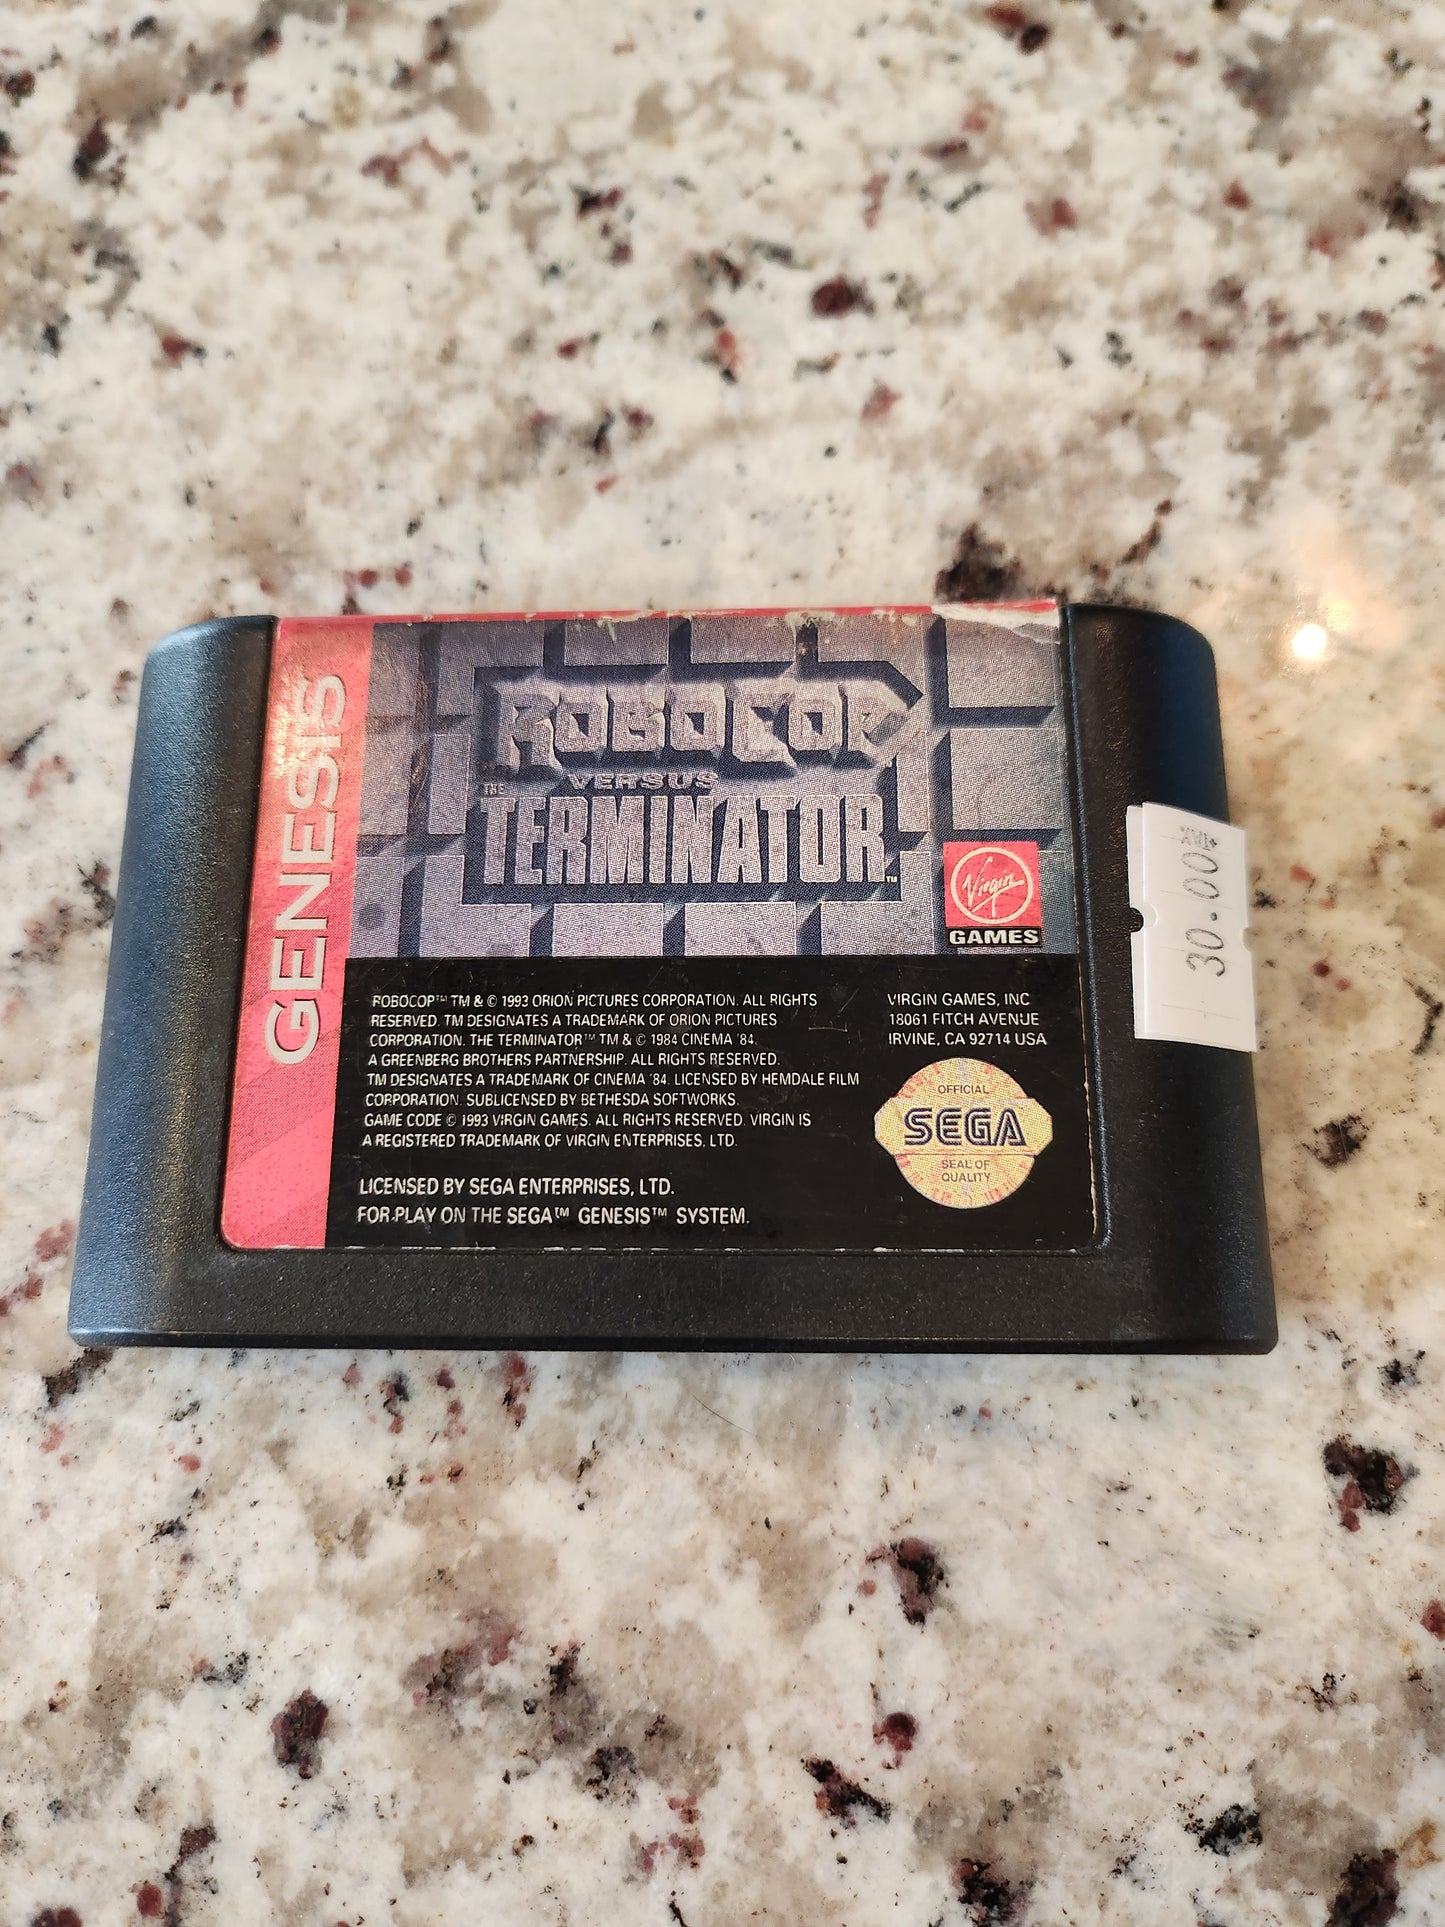 GENESIS
ROBOCOP
VERSUS
THE
TERMINATOR™
Virgin
GAMES
ROBOCOP™ TM & © 1993 ORION PICTURES CORPORATION. ALL RIGHTS
RESERVED. TM DESIGNATES A TRADEMARK OF ORION PICTURES
CORPORATION. THE TERMINATOR™ TM & © 1984 CINEMA '84.
A GREENBERG BROTHERS PARTNERSHIP. ALL RIGHTS RESERVED.
TM DESIGNATES A TRADEMARK OF CINEMA '84. LICENSED BY HEMDALE FILM
CORPORATION. SUBLICENSED BY BETHESDA SOFTWORKS.
GAME CODE © 1993 VIRGIN GAMES. ALL RIGHTS RESERVED. VIRGIN IS
A REGISTERED TRADEMARK OF VIRGIN ENTERPRISES, LTD.
LICENSED BY SEGA ENTERPRISES, LTD.
FOR PLAY ON THE SEGA™ GENESIS™ SYSTEM.
VIRGIN GAMES, INC
18061 FITCH AVENUE
IRVINE, CA 92714 USA
OFFICIAL
SEGA
SEAL OF
QUALITY
30.00
+TAX